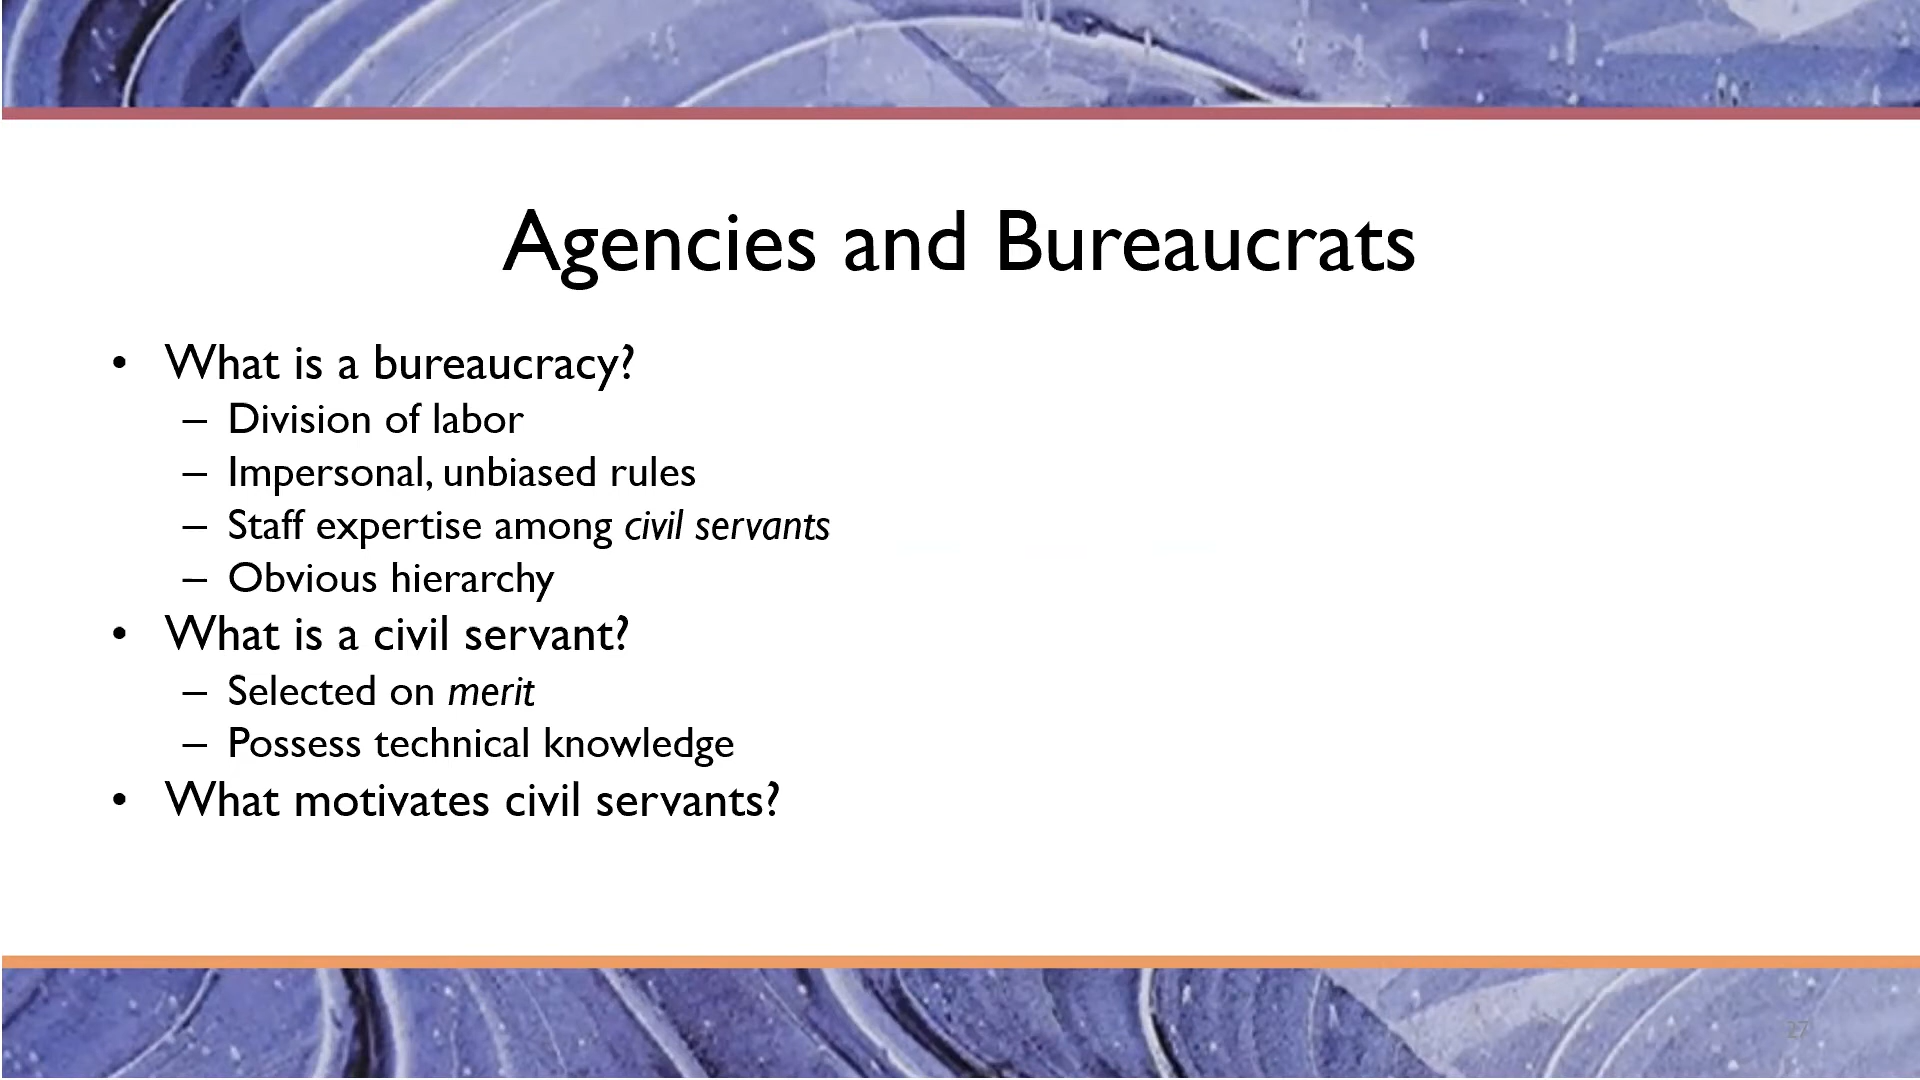 Agencies and Bureaucrats
• What is a bureaucracy?
– Division of labor
– Impersonal, unbiased rules
– Staff expertise among civil servants
– Obvious hierarchy
• What is a civil servant?
– Selected on merit
– Possess technical knowledge
• What motivates civil servants?
27